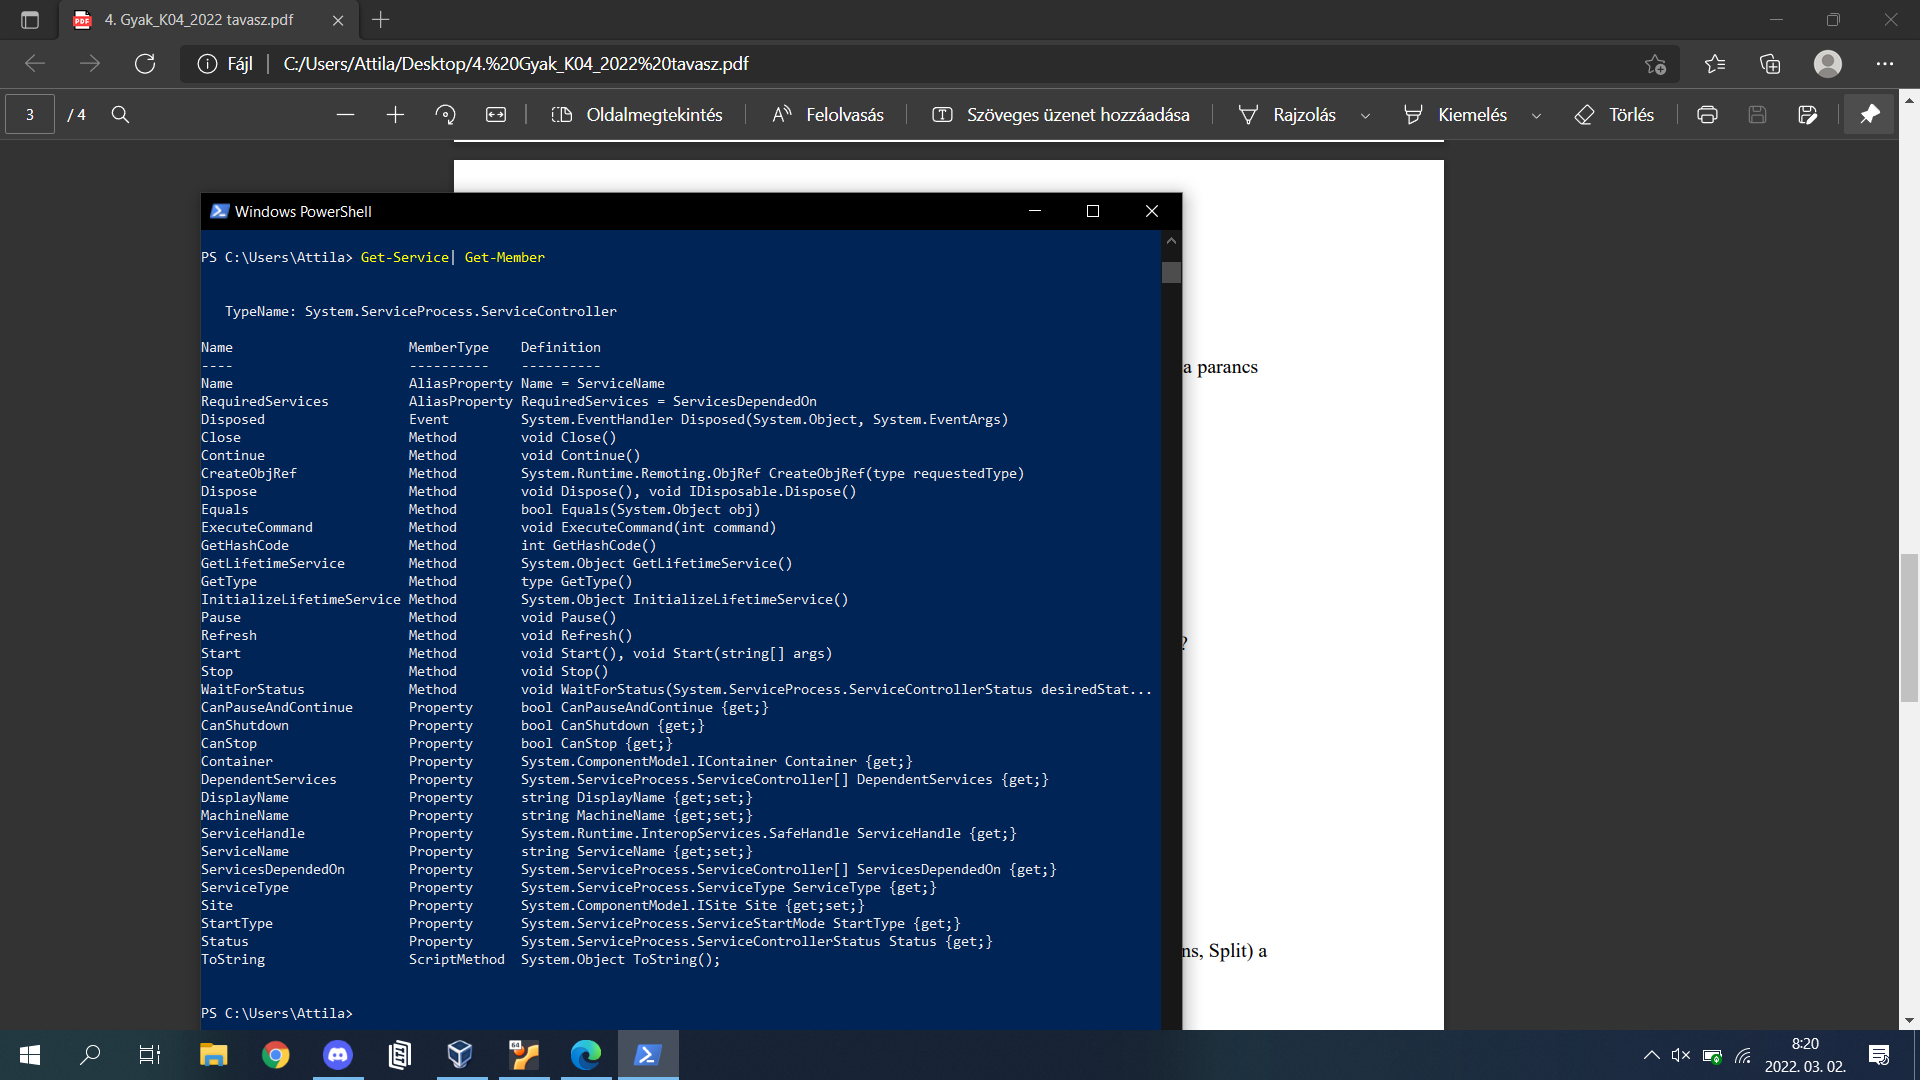 4. Gyak_K04_2022 tavasz.pdf
Fájl
C:/Users/Attila/Desktop/4.%20Gyak_K04_2022%20tavasz.pdf
3 / 4
Oldalmegtekintés
Felolvasás
Szöveges üzenet hozzáadása
Rajzolás
Kiemelés
Törlés
Windows PowerShell
PS C:\Users\Attila> Get-Service| Get-Member
TypeName: System.ServiceProcess.ServiceController
Name MemberType Definition
---- ---------- ----------
Name AliasProperty Name = ServiceName
RequiredServices AliasProperty RequiredServices = ServicesDependedOn
Disposed Event System.EventHandler Disposed(System.Object, System.EventArgs)
Close Method void Close()
Continue Method void Continue()
CreateObjRef Method System.Runtime.Remoting.ObjRef CreateObjRef(type requestedType)
Dispose Method void Dispose(), void IDisposable.Dispose()
Equals Method bool Equals(System.Object obj)
ExecuteCommand Method void ExecuteCommand(int command)
GetHashCode Method int GetHashCode()
GetLifetimeService Method System.Object GetLifetimeService()
GetType Method type GetType()
InitializeLifetimeService Method System.Object InitializeLifetimeService()
Pause Method void Pause()
Refresh Method void Refresh()
Start Method void Start(), void Start(string[] args)
Stop Method void Stop()
WaitForStatus Method void WaitForStatus(System.ServiceProcess.ServiceControllerStatus desiredStat...
CanPauseAndContinue Property bool CanPauseAndContinue {get;}
CanShutdown Property bool CanShutdown {get;}
CanStop Property bool CanStop {get;}
Container Property System.ComponentModel.IContainer Container {get;}
DependentServices Property System.ServiceProcess.ServiceController[] DependentServices {get;}
DisplayName Property string DisplayName {get;set;}
MachineName Property string MachineName {get;set;}
ServiceHandle Property System.Runtime.InteropServices.SafeHandle ServiceHandle {get;}
ServiceName Property string ServiceName {get;set;}
ServicesDependedOn Property System.ServiceProcess.ServiceController[] ServicesDependedOn {get;}
ServiceType Property System.ServiceProcess.ServiceType ServiceType {get;}
Site Property System.ComponentModel.ISite Site {get;set;}
StartType Property System.ServiceProcess.ServiceStartMode StartType {get;}
Status Property System.ServiceProcess.ServiceControllerStatus Status {get;}
ToString ScriptMethod System.Object ToString();
PS C:\Users\Attila>
a parancs
?
ns, Split) a
8:20
2022. 03. 02.